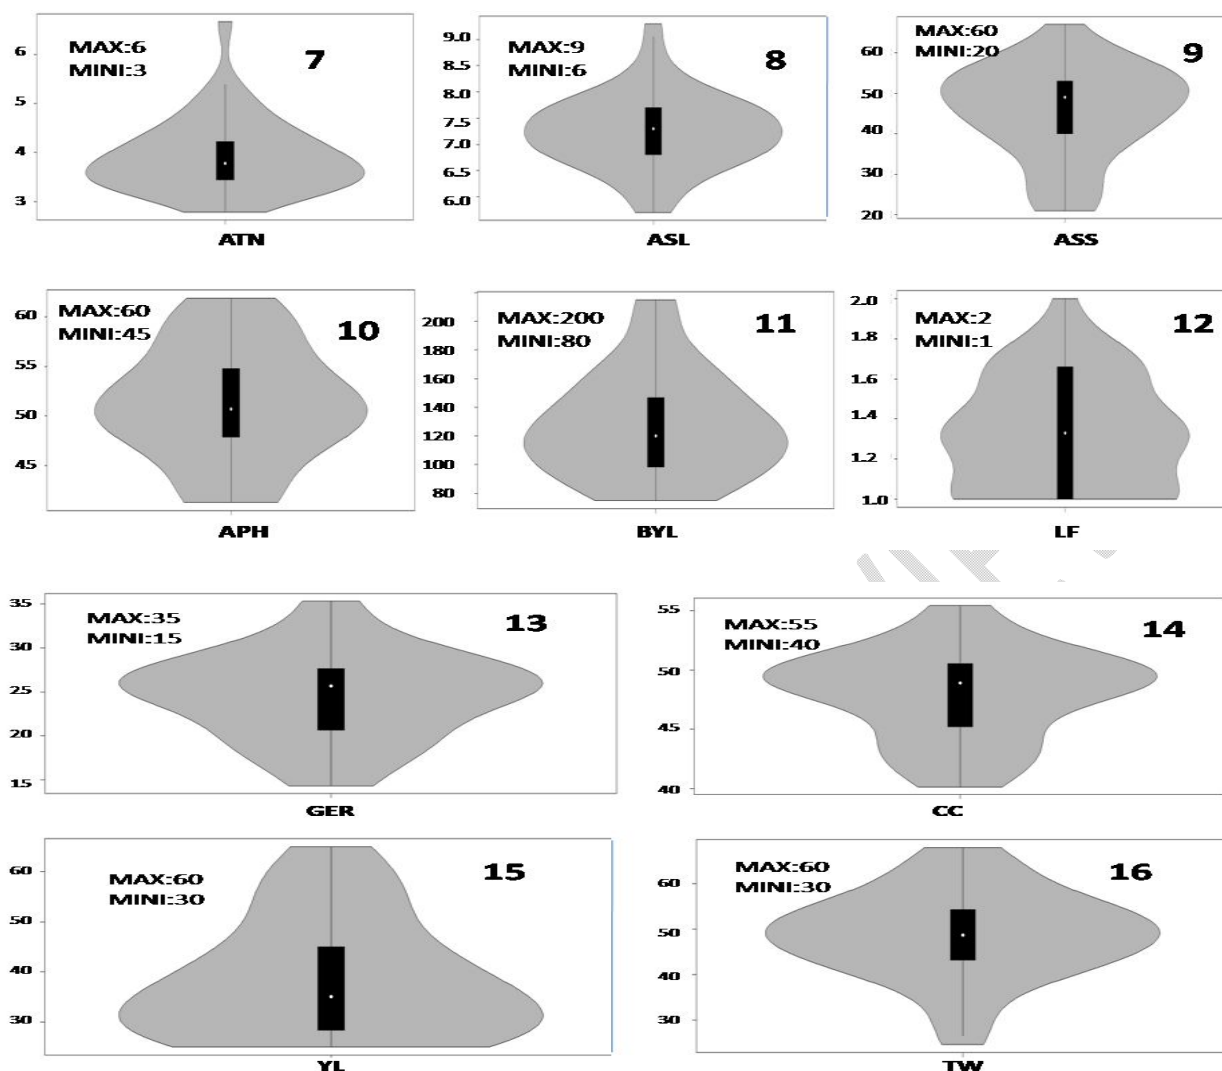 MAX:6
MINI:3
7
6
5
4
3
ATN
MAX:9
MINI:6
8
9.0
8.5
8.0
7.5
7.0
6.5
6.0
ASL
MAX:60
MINI:20
9
60
50
40
30
20
ASS
MAX:60
MINI:45
10
60
55
50
45
APH
MAX:200
MINI:80
11
200
180
160
140
120
100
80
BYL
MAX:2
MINI:1
12
2.0
1.8
1.6
1.4
1.2
1.0
LF
MAX:35
MINI:15
13
35
30
25
20
15
GER
MAX:55
MINI:40
14
55
50
45
40
CC
MAX:60
MINI:30
15
60
50
40
30
YL
MAX:60
MINI:30
16
60
50
40
30
TW